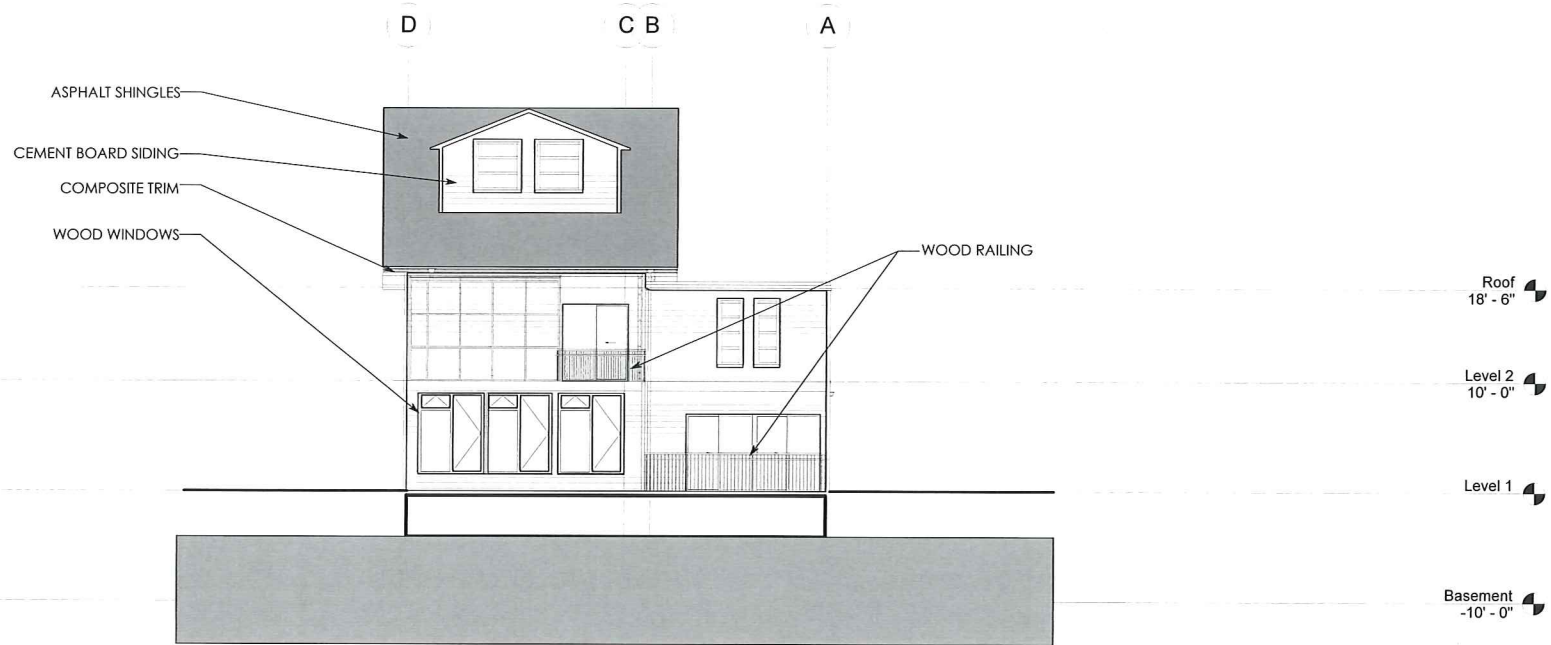 D
C
B
A
ASPHALT SHINGLES
CEMENT BOARD SIDING
COMPOSITE TRIM
WOOD WINDOWS
WOOD RAILING
Roof
18' - 6"
Level 2
10' - 0"
Level 1
Basement
-10' - 0"